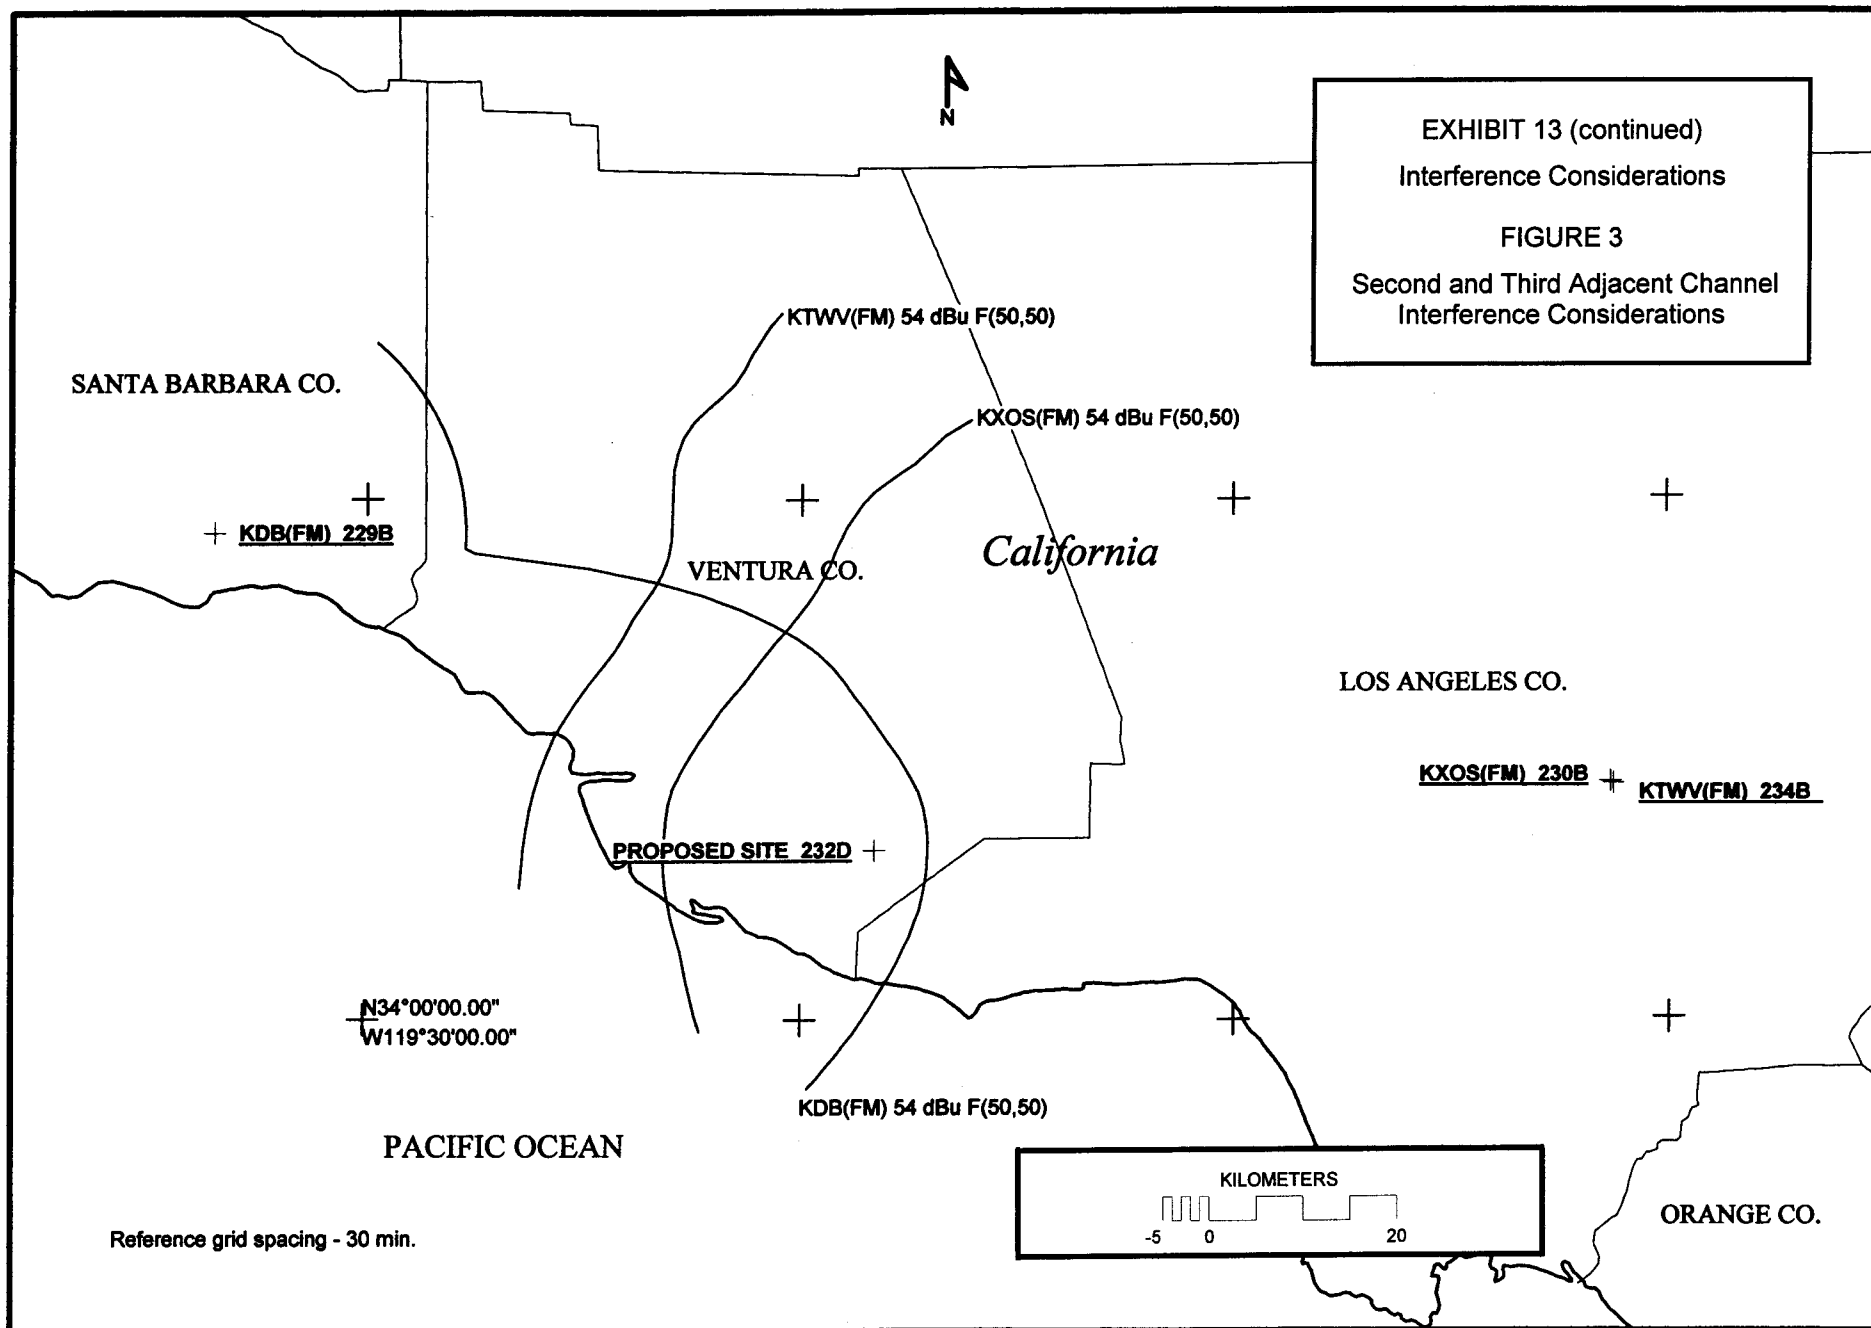 N
EXHIBIT 13 (continued)
Interference Considerations
FIGURE 3
Second and Third Adjacent Channel
Interference Considerations
KTWV(FM) 54 dBu F(50,50)
SANTA BARBARA CO.
KXOS(FM) 54 dBu F(50,50)
KDB(FM) 229B
VENTURA CO.
California
LOS ANGELES CO.
KXOS(FM) 230B
KTWV(FM) 234B
PROPOSED SITE 232D
N34°00'00.00"
W119°30'00.00"
KDB(FM) 54 dBu F(50,50)
PACIFIC OCEAN
KILOMETERS
-5 0 20
ORANGE CO.
Reference grid spacing - 30 min.